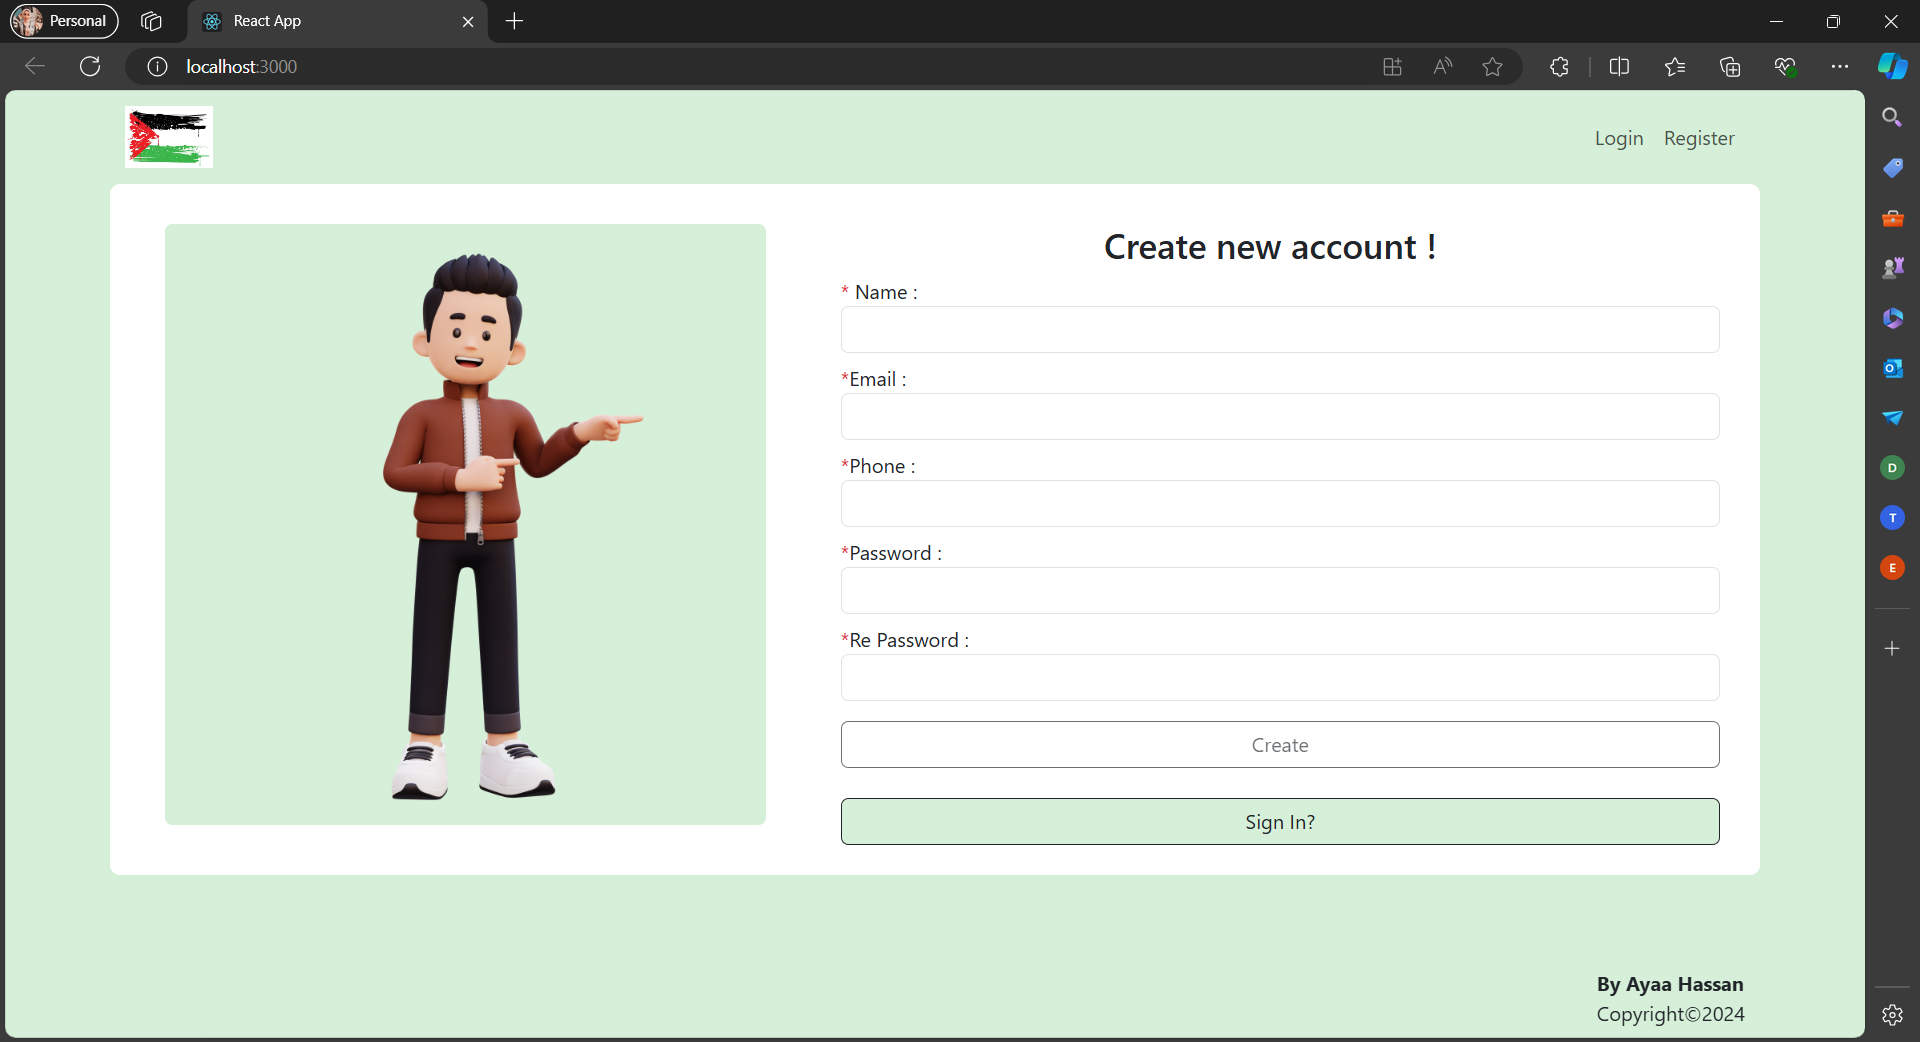 Personal
React App
localhost:3000
Login Register
Create new account !
* Name :
*Email :
*Phone :
*Password :
*Re Password :
Create
Sign In?
By Ayaa Hassan
Copyright©2024
D
T
E